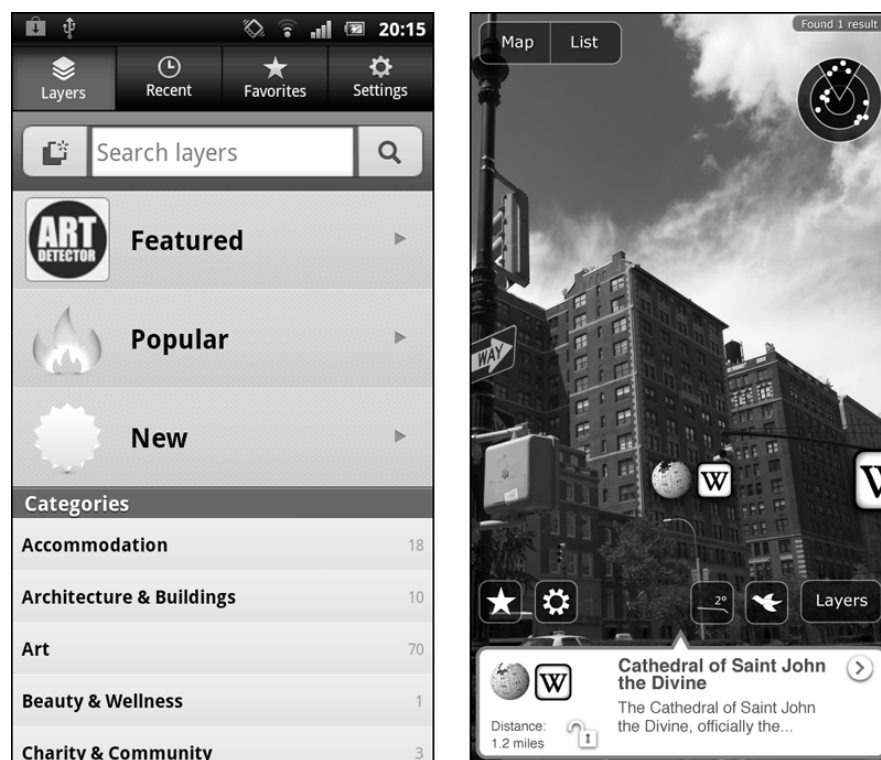 20:15
Layers
Recent
Favorites
Settings
Search layers
ART
DETECTOR
Featured
Popular
New
Categories
Accommodation 18
Architecture & Buildings 10
Art 70
Beauty & Wellness 1
Charity & Community 3
Map
List
Found 1 result
WAY
W
W
2°
Layers
W
Cathedral of Saint John
the Divine
The Cathedral of Saint John
the Divine, officially the...
Distance:
1.2 miles